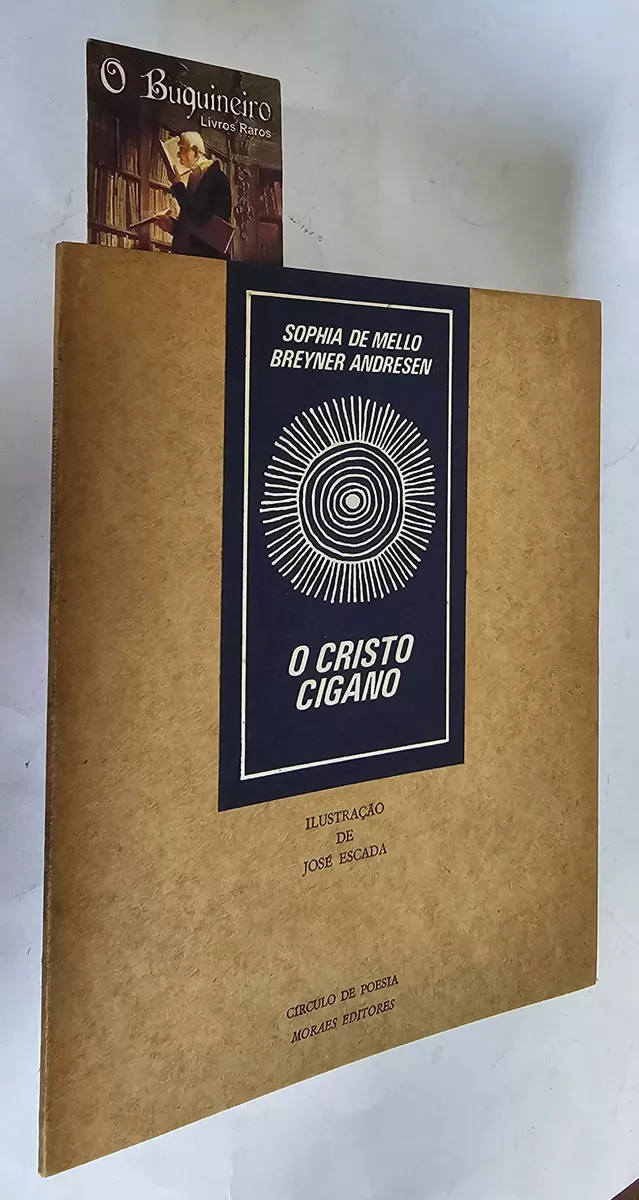 O Buquineiro
Livros Raros
SOPHIA DE MELLO
BREYNER ANDRESEN
O CRISTO
CIGANO
ILUSTRAÇÃO
DE
JOSÉ ESCADA
CÍRCULO DE POESIA
MORAES EDITORES